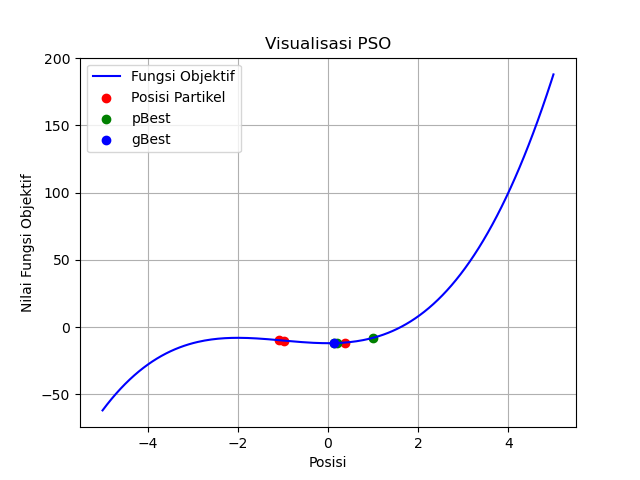 Visualisasi PSO
Fungsi Objektif
Posisi Partikel
pBest
gBest
Nilai Fungsi Objektif
200
150
100
50
0
−50
−4
−2
0
2
4
Posisi